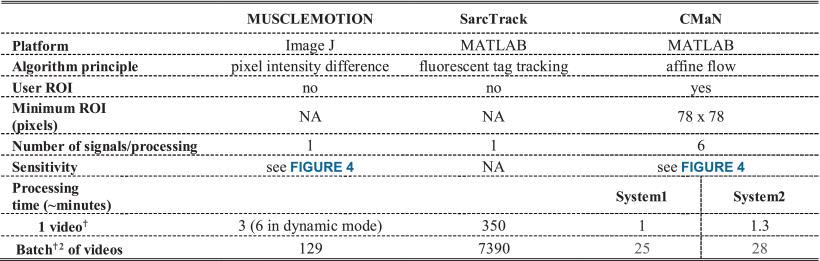 MUSCLEMOTION SarcTrack CMaN
Platform Image J MATLAB MATLAB
Algorithm principle pixel intensity difference fluorescent tag tracking affine flow
User ROI no no yes
Minimum ROI
(pixels) NA NA 78 x 78
Number of signals/processing 1 1 6
Sensitivity see FIGURE 4 NA see FIGURE 4
Processing
time (~minutes) System1 System2
1 video† 3 (6 in dynamic mode) 350 1 1.3
Batch†2 of videos 129 7390 25 28